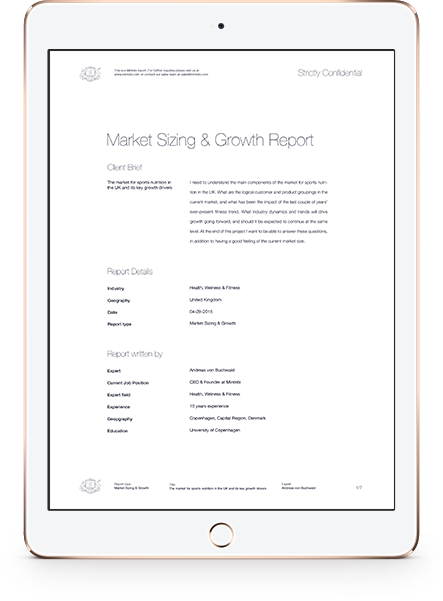 This is a Mintelo report. For further enquiries please visit us at
www.mintelo.com or contact our sales team at sales@mintelo.com
Strictly Confidential
Market Sizing & Growth Report
Client Brief
The market for sports nutrition in
the UK and its key growth drivers
I need to understand the main components of the market for sports nutri-
tion in the UK. What are the logical customer and product groupings in the
current market, and what has been the impact of the last couple of years'
ever-present fitness trend. What industry dynamics and trends will drive
growth going forward, and should it be expected to continue at the same
level. At the end of this project I want to be able to answer these questions,
in addition to having a good feeling of the current market size.
Report Details
Industry Health, Welness & Fitness
Geography United Kingdom
Date 04-29-2015
Report type Market Sizing & Growth
Report written by
Expert Andreas von Buchwald
Current Job Position CEO & Founder at
Expert field Health, Welness & Fitness
Experience 10 years experience
Geopgraphy Copenhagen, Capital Region, Denmark
Education University of Copenhagen
Report type Title Expert
Market Sizing & Growth The market for sports nutrition in the UK and its key growth drivers Andreas von Buchwald 1/7